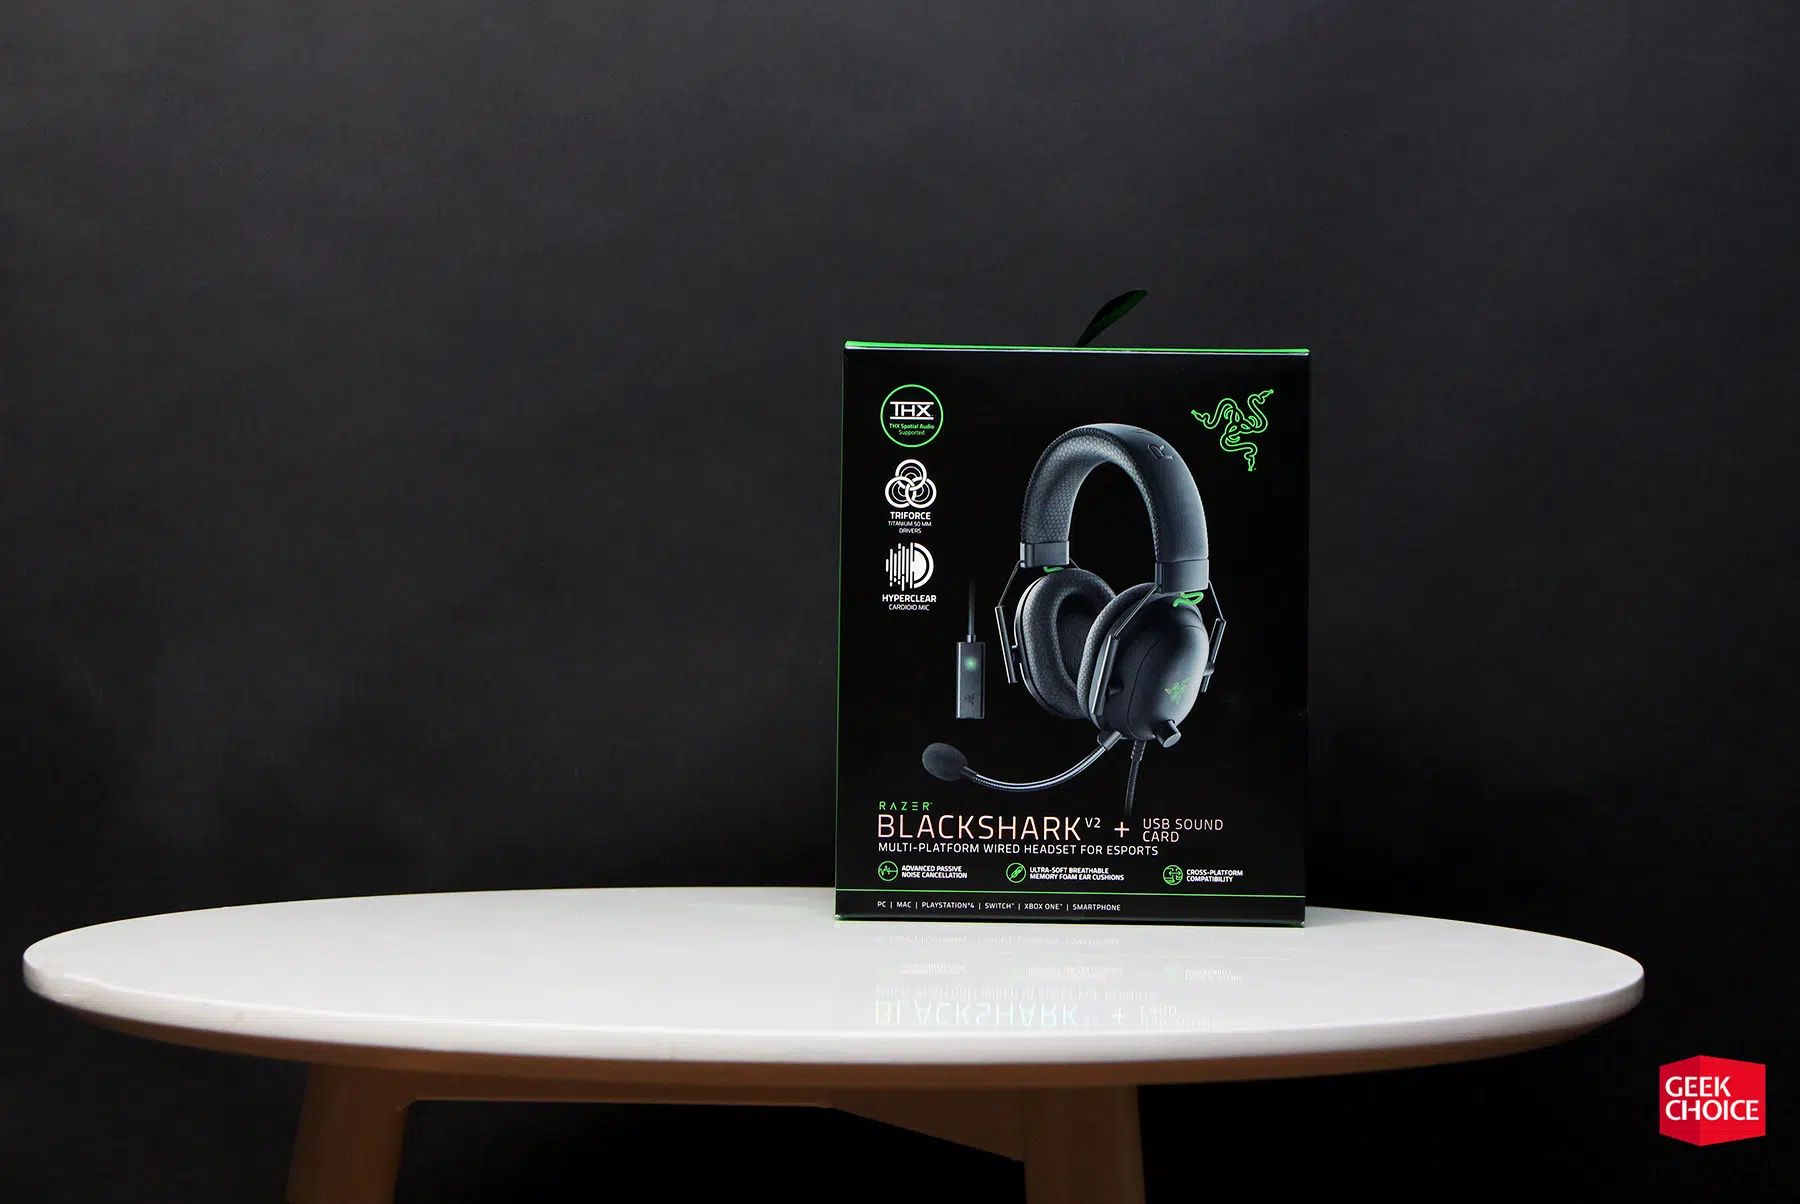 THX
THX Spatial Audio
Supported
TRIFORCE
TITANIUM 50 MM
DRIVERS
HYPERCLEAR
CARDIOID MIC
R
RAZER™
BLACKSHARK V2 + USB SOUND
CARD
MULTI-PLATFORM WIRED HEADSET FOR ESPORTS
ADVANCED PASSIVE
NOISE CANCELLATION
ULTRA-SOFT BREATHABLE
MEMORY FOAM EAR CUSHIONS
CROSS-PLATFORM
COMPATIBILITY
PC | MAC | PLAYSTATION®4 | SWITCH™ | XBOX ONE™ | SMARTPHONE
GEEK
CHOICE